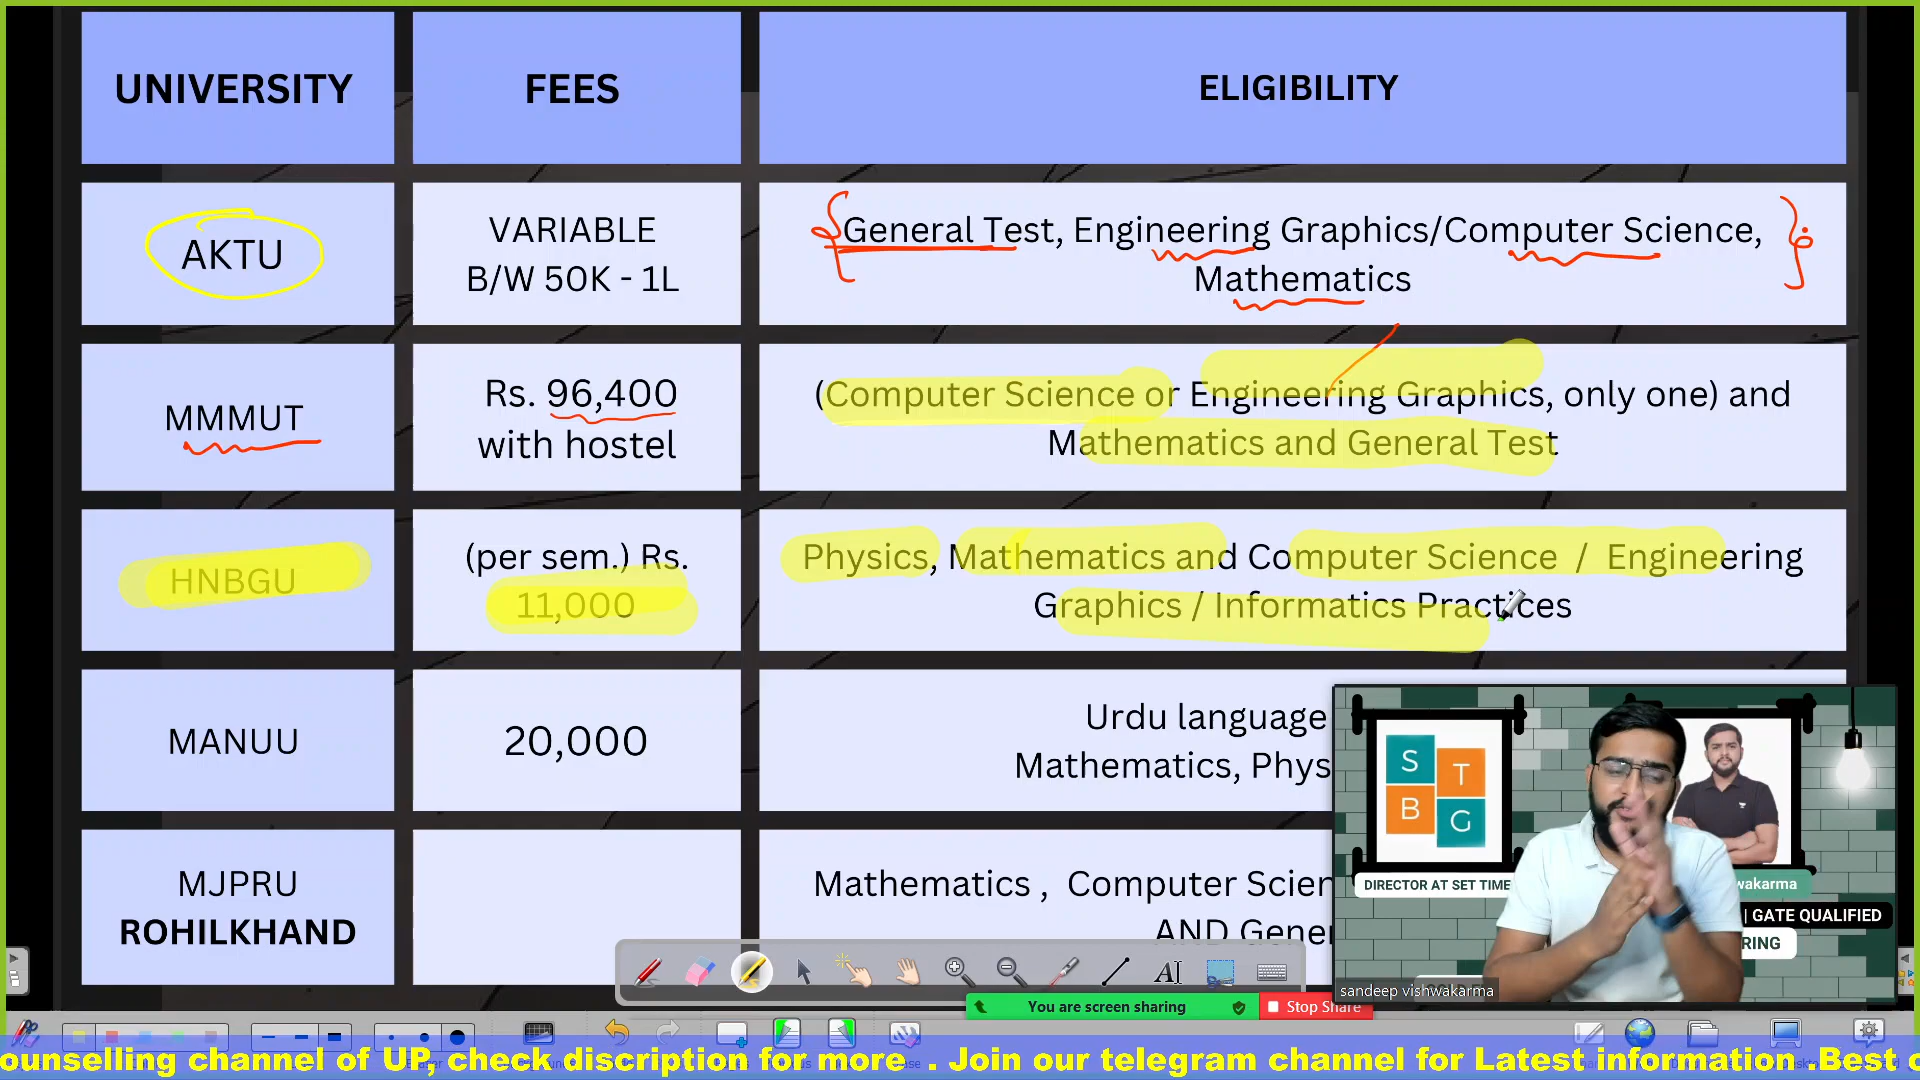 UNIVERSITY
FEES
ELIGIBILITY
AKTU
VARIABLE
B/W 50K - 1L
General Test, Engineering Graphics/Computer Science,
Mathematics
MMMUT
Rs. 96,400
with hostel
(Computer Science or Engineering Graphics, only one) and
Mathematics and General Test
HNBGU
(per sem.) Rs.
11,000
Physics, Mathematics and Computer Science / Engineering
Graphics / Informatics Practices
MANUU
20,000
Urdu language
Mathematics, Phys
MJPRU
ROHILKHAND
Mathematics , Computer Scien
AND Gener
S
T
B
G
DIRECTOR AT SET TIME
wakarma
| GATE QUALIFIED
RING
sandeep vishwakarma
You are screen sharing
Stop Share
ounselling channel of UP, check discription for more . Join our telegram channel for Latest information. Best